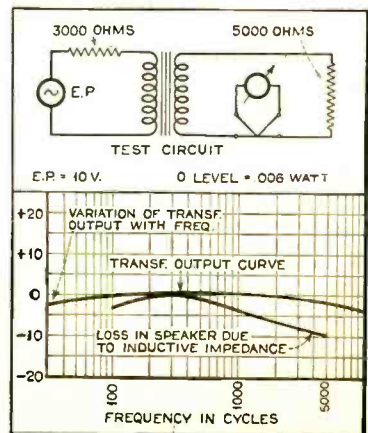 3000 OHMS
5000 OHMS
E.P.
TEST CIRCUIT
E.P. = 10 V. 0 LEVEL = .006 WATT
+20
VARIATION OF TRANSF.
OUTPUT WITH FREQ.
+10
TRANSF. OUTPUT CURVE
0
LOSS IN SPEAKER DUE
TO INDUCTIVE IMPEDANCE
-10
-20
100
1000
5000
FREQUENCY IN CYCLES